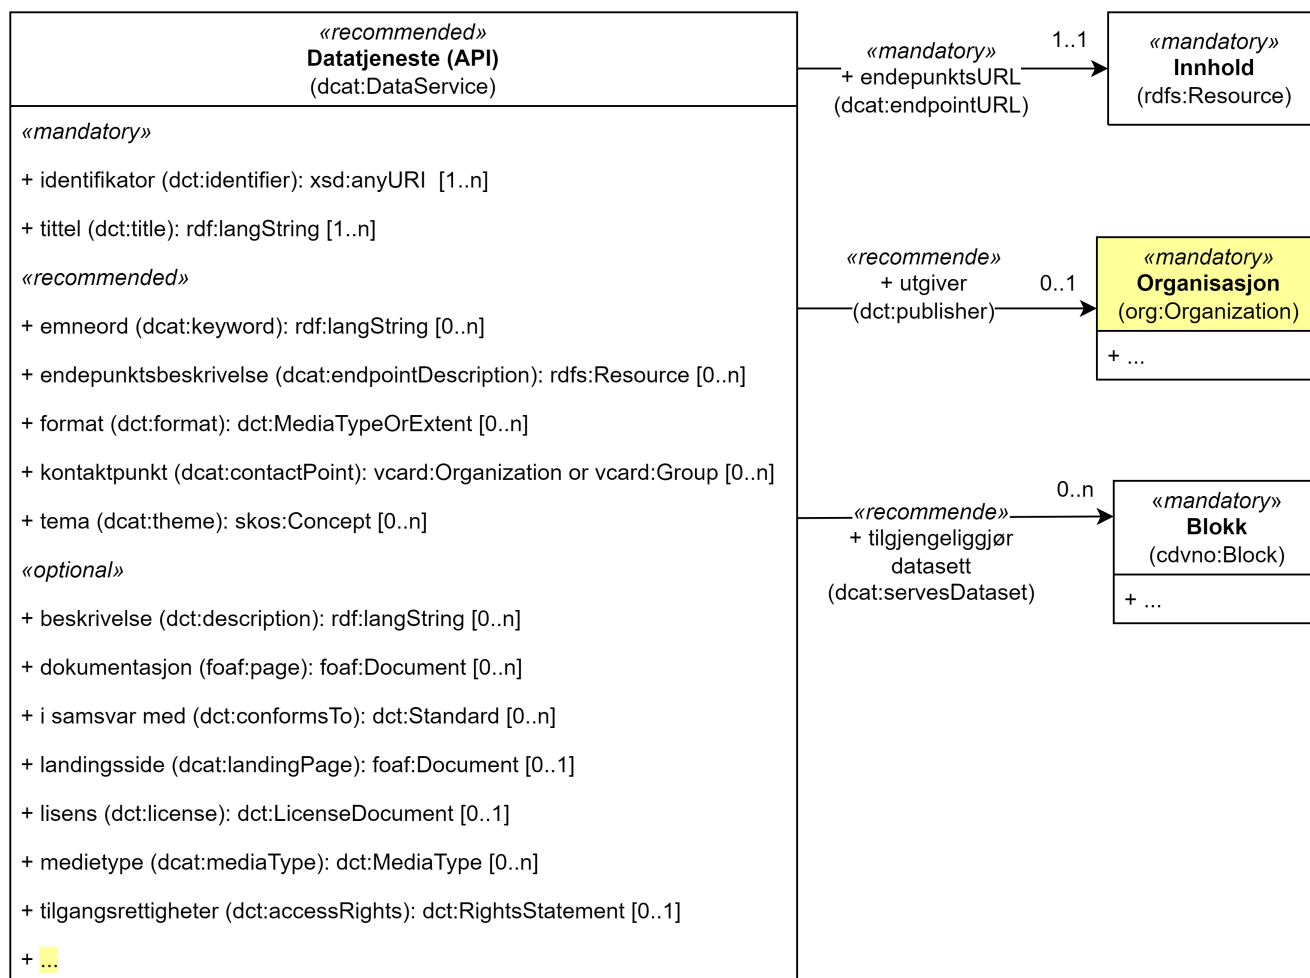 «recommended»
Datatjeneste (API)
(dcat:DataService)
«mandatory»
+ identifikator (dct:identifier): xsd:anyURI  [1..n]
+ tittel (dct:title): rdf:langString [1..n]
«recommended»
+ emneord (dcat:keyword): rdf:langString [0..n]
+ endepunktsbeskrivelse (dcat:endpointDescription): rdfs:Resource [0..n]
+ format (dct:format): dct:MediaTypeOrExtent [0..n]
+ kontaktpunkt (dcat:contactPoint): vcard:Organization or vcard:Group [0..n]
+ tema (dcat:theme): skos:Concept [0..n]
«optional»
+ beskrivelse (dct:description): rdf:langString [0..n]
+ dokumentasjon (foaf:page): foaf:Document [0..n]
+ i samsvar med (dct:conformsTo): dct:Standard [0..n]
+ landingsside (dcat:landingPage): foaf:Document [0..1]
+ lisens (dct:license): dct:LicenseDocument [0..1]
+ medietype (dcat:mediaType): dct:MediaType [0..n]
+ tilgangsrettigheter (dct:accessRights): dct:RightsStatement [0..1]
+ ...
«mandatory»
+ endepunktsURL
(dcat:endpointURL)
1..1
«mandatory»
Innhold
(rdfs:Resource)
«recommende»
+ utgiver
(dct:publisher)
0..1
«mandatory»
Organisasjon
(org:Organization)
+ ...
«recommende»
+ tilgjengeliggjør
datasett
(dcat:servesDataset)
0..n
«mandatory»
Blokk
(cdvno:Block)
+ ...